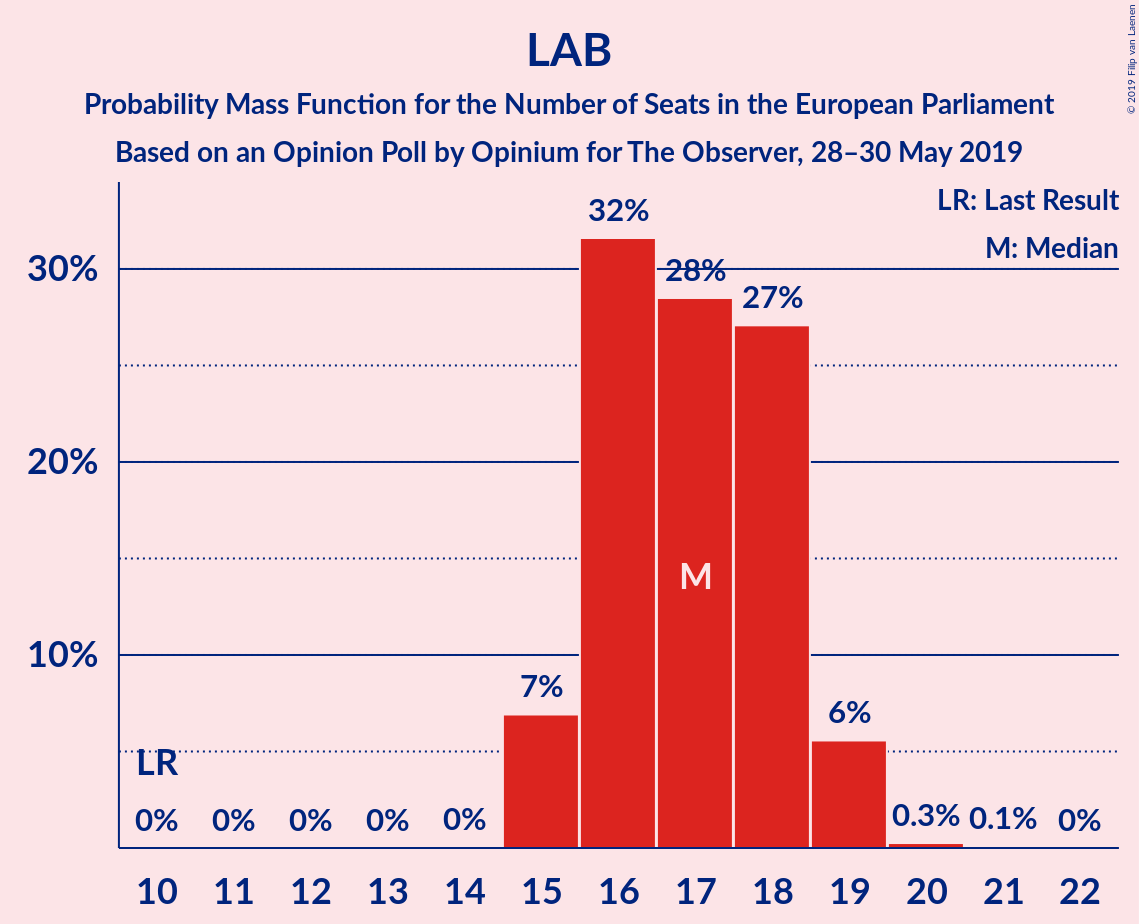 LAB
Probability Mass Function for the Number of Seats in the European Parliament
Based on an Opinion Poll by Opinium for The Observer, 28–30 May 2019
© 2019 Filip van Laenen
LR: Last Result
M: Median
30%
20%
10%
32%
28%
27%
7%
6%
M
LR
0% 0% 0% 0% 0% 0.3% 0.1% 0%
10 11 12 13 14 15 16 17 18 19 20 21 22